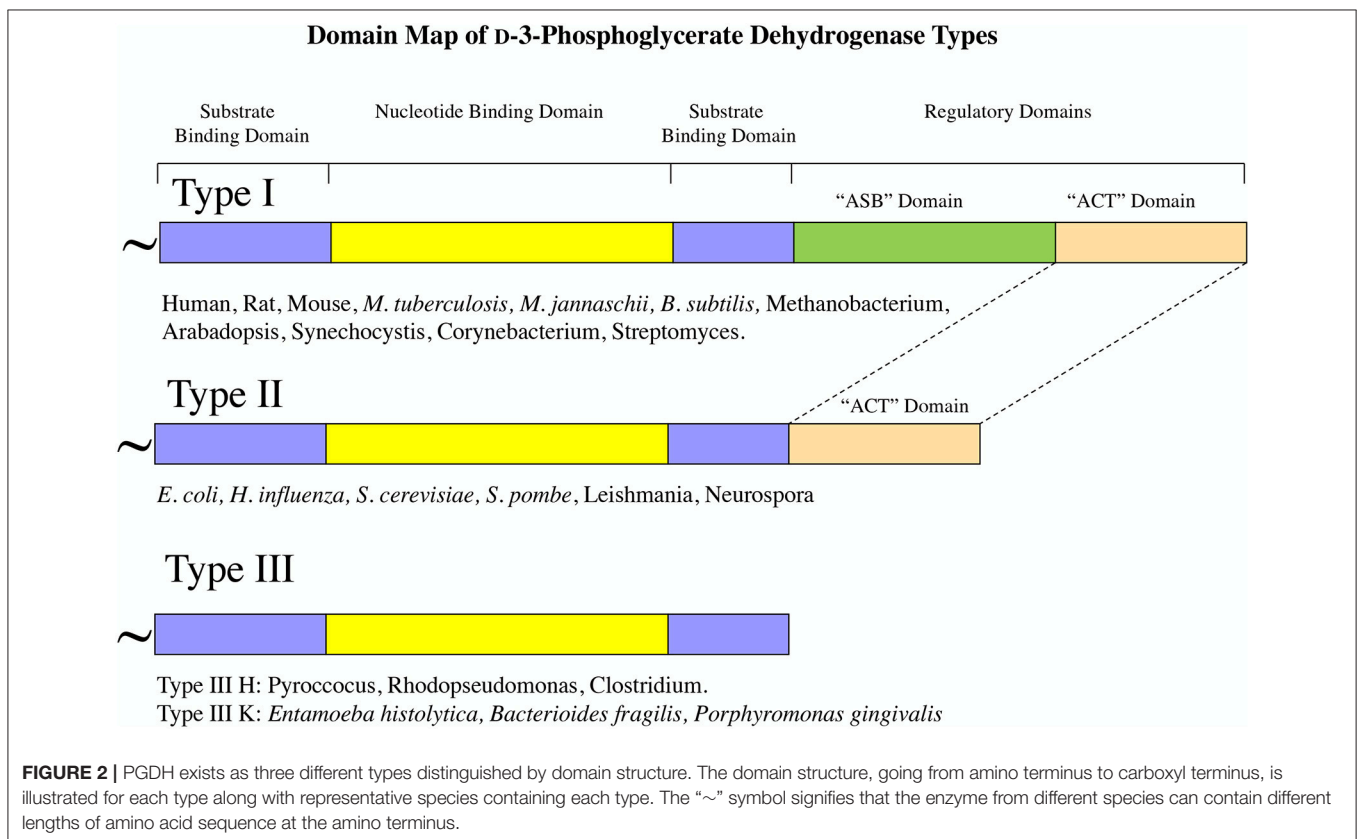 Domain Map of D-3-Phosphoglycerate Dehydrogenase Types
Substrate
Binding Domain
Nucleotide Binding Domain
Substrate
Binding Domain
Regulatory Domains
Type I
“ASB” Domain
“ACT” Domain
~
Human, Rat, Mouse, M. tuberculosis, M. jannaschii, B. subtilis, Methanobacterium,
Arabadopsis, Synechocystis, Corynebacterium, Streptomyces.
Type II
“ACT” Domain
~
E. coli, H. influenza, S. cerevisiae, S. pombe, Leishmania, Neurospora
Type III
~
Type III H: Pyroccocus, Rhodopseudomonas, Clostridium.
Type III K: Entamoeba histolytica, Bacterioides fragilis, Porphyromonas gingivalis
FIGURE 2 | PGDH exists as three different types distinguished by domain structure. The domain structure, going from amino terminus to carboxyl terminus, is
illustrated for each type along with representative species containing each type. The “~” symbol signifies that the enzyme from different species can contain different
lengths of amino acid sequence at the amino terminus.